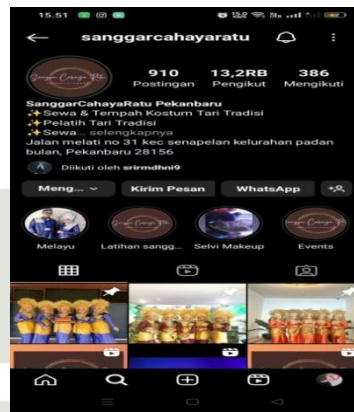 15.51
sanggarcahayaratu
910 13,2RB 386
Postingan Pengikut Mengikuti
SanggarCahayaRatu Pekanbaru
✨Sewa & Tempah Kostum Tari Tradisi
✨Pelatih Tari Tradisi
✨Sewa... selengkapnya
Jalan melati no 31 kec senapelan kelurahan padan
bulan, Pekanbaru 28156
Diikuti oleh srirmdhni9
Meng... Kirim Pesan WhatsApp
Melayu Latihan sangg... Selvi Makeup Events